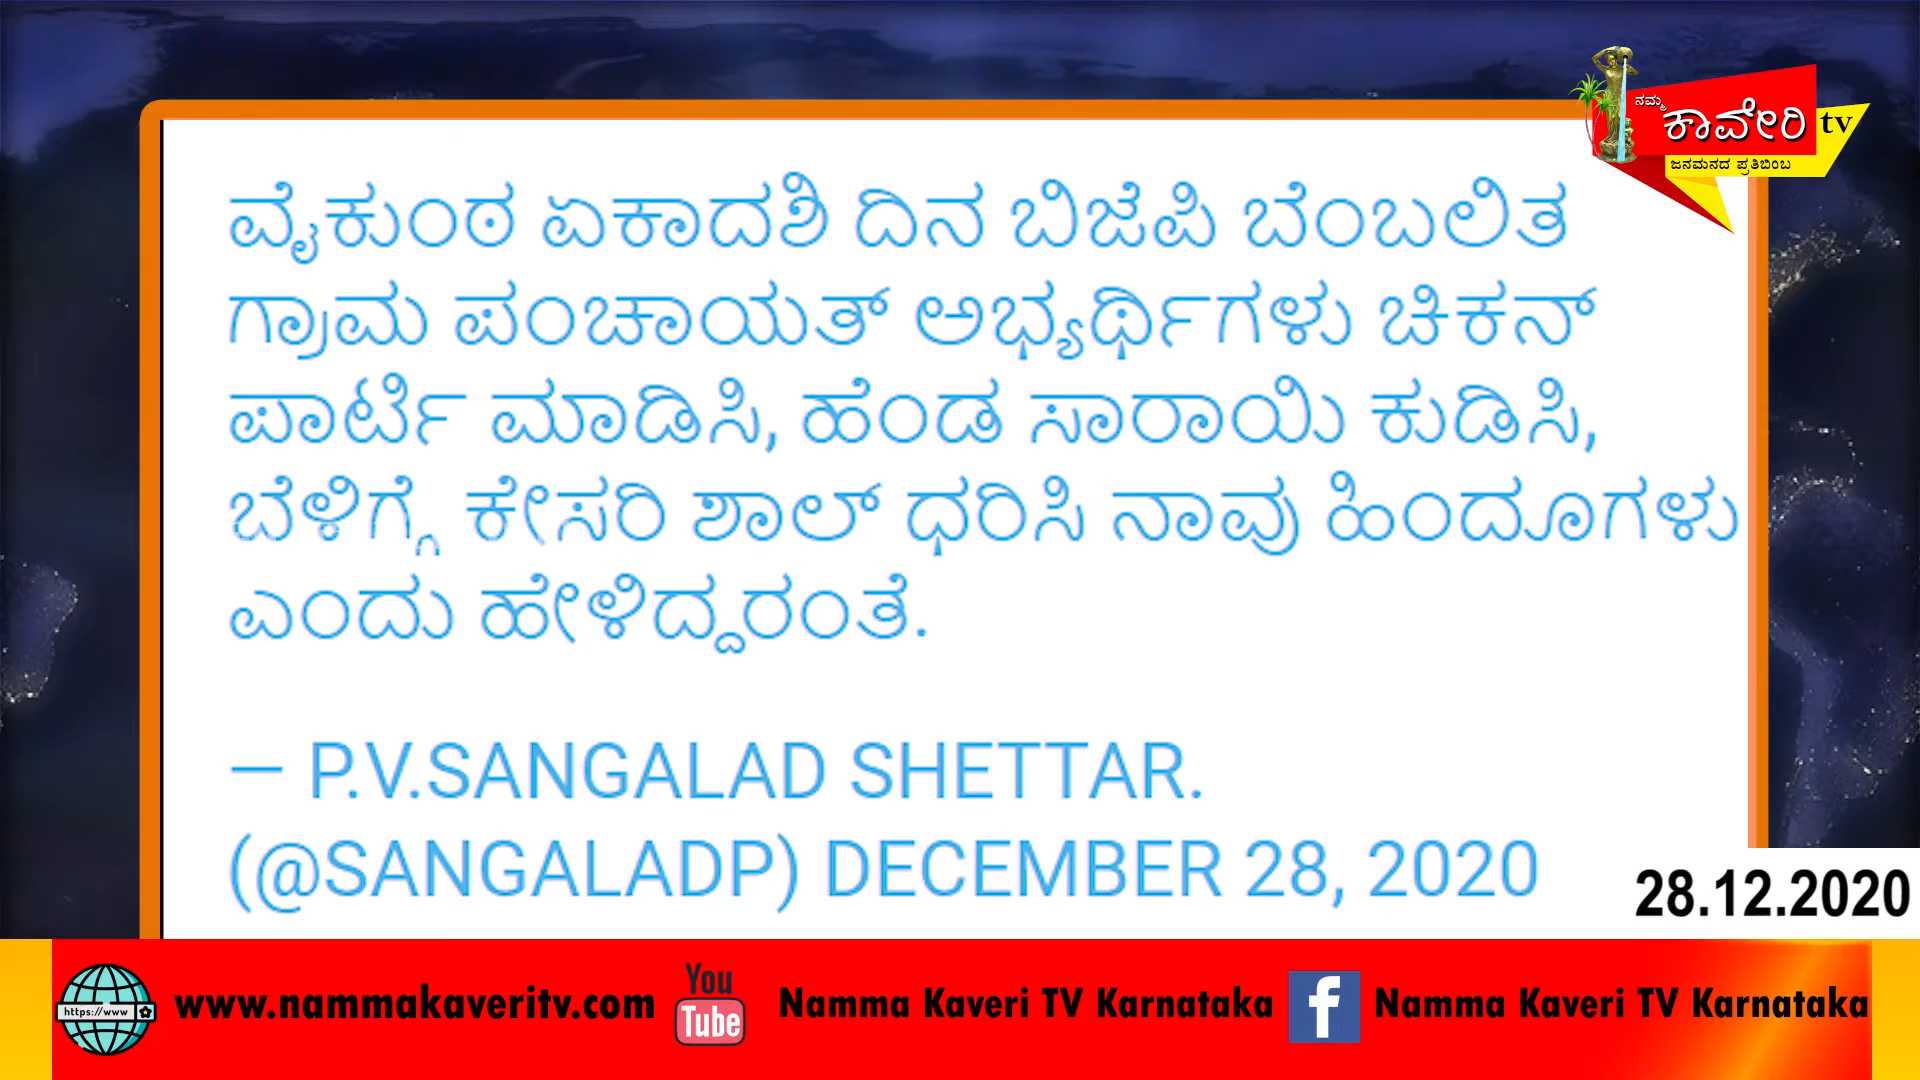 ನಮ್ಮ
ಕಾವೇರಿ tv
ಜನಮನದ ಪ್ರತಿಬಿಂಬ
ವೈಕುಂಠ ಏಕಾದಶಿ ದಿನ ಬಿಜೆಪಿ ಬೆಂಬಲಿತ
ಗ್ರಾಮ ಪಂಚಾಯತ್ ಅಭ್ಯರ್ಥಿಗಳು ಚಿಕನ್
ಪಾರ್ಟಿ ಮಾಡಿಸಿ, ಹೆಂಡ ಸಾರಾಯಿ ಕುಡಿಸಿ,
ಬೆಳಿಗ್ಗೆ ಕೇಸರಿ ಶಾಲ್ ಧರಿಸಿ ನಾವು ಹಿಂದೂಗಳು
ಎಂದು ಹೇಳಿದ್ದರಂತೆ.
— P.V.SANGALAD SHETTAR.
(@SANGALADP) DECEMBER 28, 2020
28.12.2020
https://www
www.nammakaveritv.com
You
Tube
Namma Kaveri TV Karnataka
f
Namma Kaveri TV Karnataka